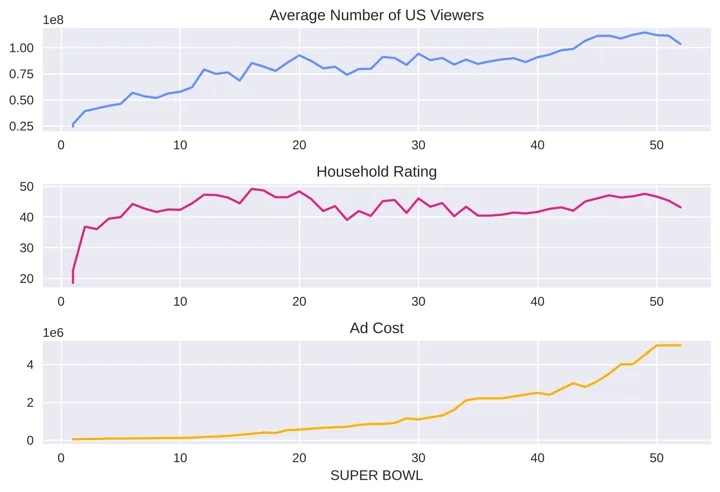 Average Number of US Viewers
1e8
1.00
0.75
0.50
0.25
0 10 20 30 40 50
Household Rating
50
40
30
20
0 10 20 30 40 50
Ad Cost
1e6
4
2
0
0 10 20 30 40 50
SUPER BOWL